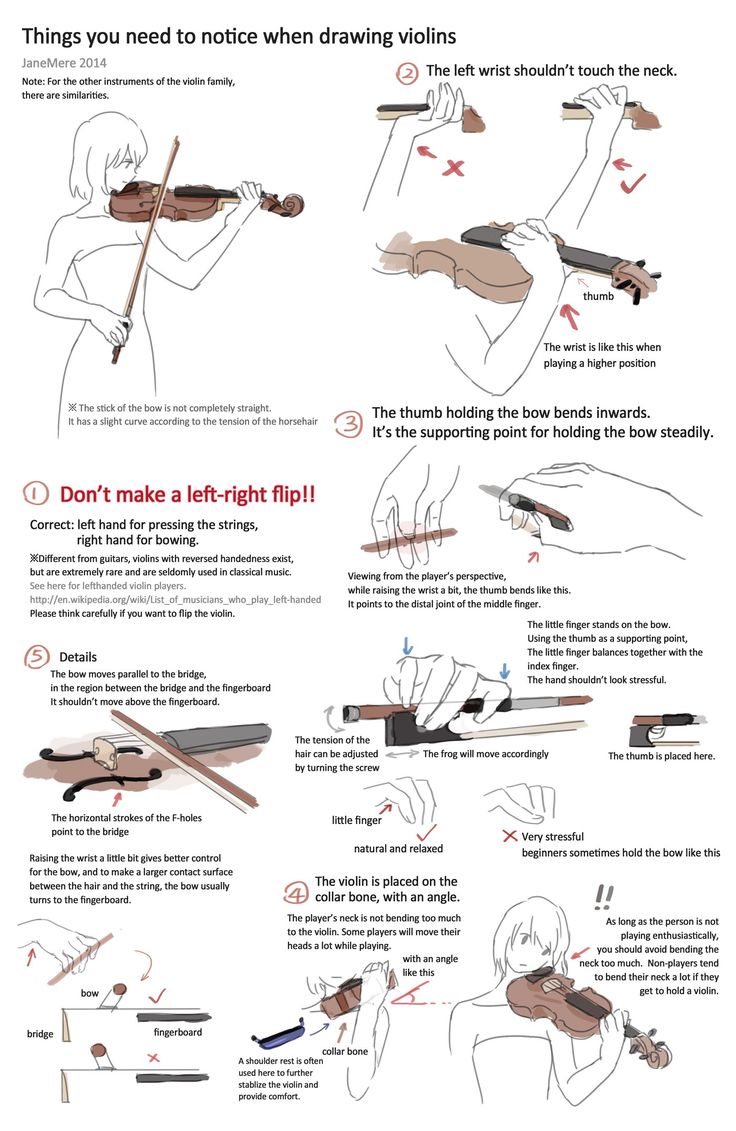 Things you need to notice when drawing violins
JaneMere 2014
Note: For the other instruments of the violin family,
there are similarities.
※ The stick of the bow is not completely straight.
It has a slight curve according to the tension of the horsehair
① Don't make a left-right flip!!
Correct: left hand for pressing the strings,
right hand for bowing.
※Different from guitars, violins with reversed handedness exist,
but are extremely rare and are seldomly used in classical music.
See here for lefthanded violin players.
http://en.wikipedia.org/wiki/List_of_musicians_who_play_left-handed
Please think carefully if you want to flip the violin.
② The left wrist shouldn't touch the neck.
thumb
The wrist is like this when
playing a higher position
③ The thumb holding the bow bends inwards.
It's the supporting point for holding the bow steadily.
Viewing from the player's perspective,
while raising the wrist a bit, the thumb bends like this.
It points to the distal joint of the middle finger.
The little finger stands on the bow.
Using the thumb as a supporting point,
The little finger balances together with the
index finger.
The hand shouldn't look stressful.
The tension of the
hair can be adjusted
by turning the screw
The frog will move accordingly
The thumb is placed here.
little finger
natural and relaxed
Very stressful
beginners sometimes hold the bow like this
④ The violin is placed on the
collar bone, with an angle.
The player's neck is not bending too much
to the violin. Some players will move their
heads a lot while playing.
with an angle
like this
collar bone
A shoulder rest is often
used here to further
stablize the violin and
provide comfort.
!!
As long as the person is not
playing enthusiastically,
you should avoid bending the
neck too much. Non-players tend
to bend their neck a lot if they
get to hold a violin.
⑤ Details
The bow moves parallel to the bridge,
in the region between the bridge and the fingerboard
It shouldn't move above the fingerboard.
The horizontal strokes of the F-holes
point to the bridge
Raising the wrist a little bit gives better control
for the bow, and to make a larger contact surface
between the hair and the string, the bow usually
turns to the fingerboard.
bow
bridge
fingerboard